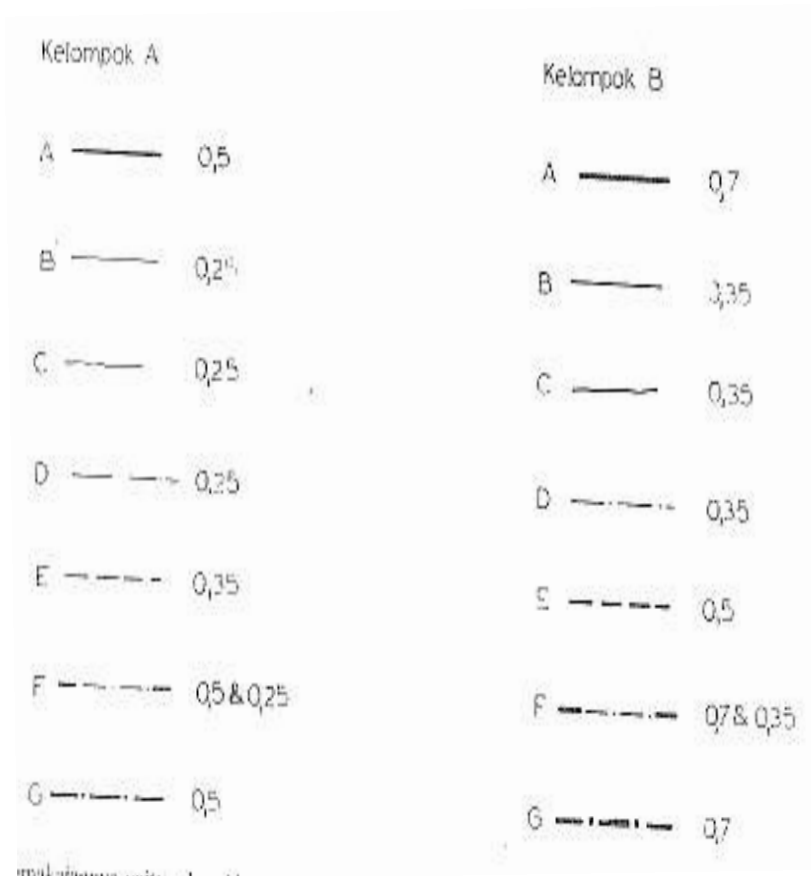 Kelompok A
A 0,5
B
C 0,25
D 0,25
E 0,35
F 0,5 & 0,25
G 0,5
Kelompok B
A 0,7
B
C 0,35
D 0,35
E 0,5
F 0,7 & 0,35
G 0,7